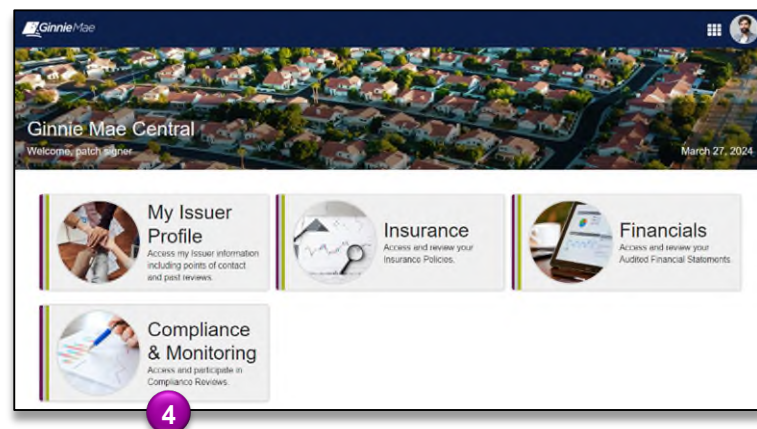 GinnieMae
Ginnie Mae Central
Welcome, patch signer
March 27, 2024
My Issuer
Profile
Access my Issuer information
including points of contact
and past reviews.
Insurance
Access and review your
Insurance Policies.
Financials
Access and review your
Audited Financial Statements
Compliance
& Monitoring
Access and participate in
Compliance Reviews.
4